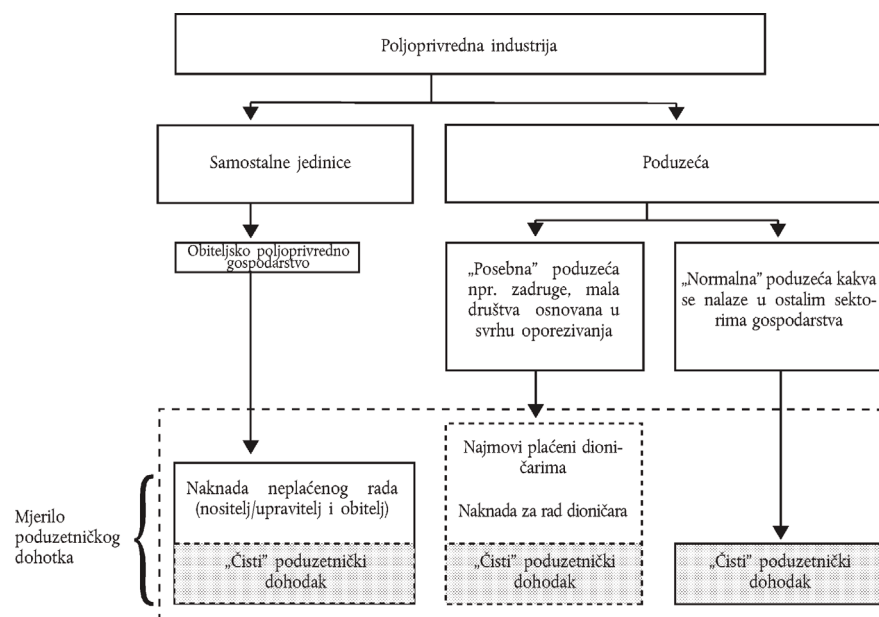 Poljoprivredna industrija
Samostalne jedinice
Poduzeća
Obiteljsko poljoprivredno
gospodarstvo
„Posebna” poduzeća
npr. zadruge, mala
društva osnovana u
svrhu oporezivanja
„Normalna” poduzeća kakva
se nalaze u ostalim sekto-
rima gospodarstva
Mjerilo
poduzetničkog
dohotka
Naknada neplaćenog rada
(nositelj/upravitelj i obitelj)
„Čisti” poduzetnički
dohodak
Najmovi plaćeni dioni-
čarima
Naknada za rad dioničara
„Čisti” poduzetnički
dohodak
„Čisti” poduzetnički
dohodak